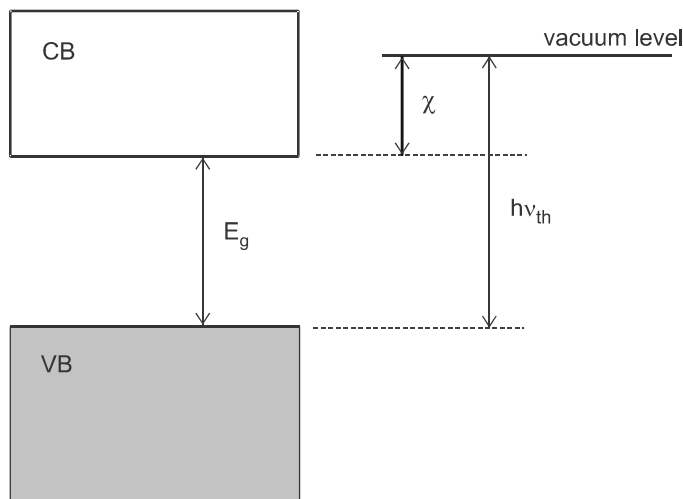 CB
vacuum level
χ
E_g
hν_th
VB